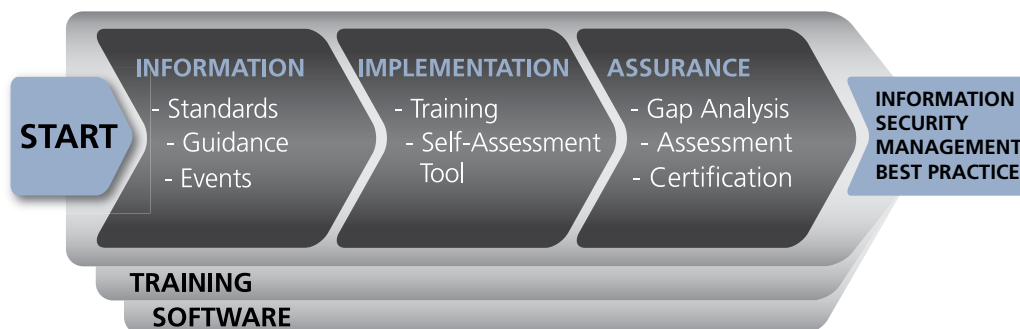 START
INFORMATION
- Standards
- Guidance
- Events
IMPLEMENTATION
- Training
- Self-Assessment
Tool
ASSURANCE
- Gap Analysis
- Assessment
- Certification
INFORMATION
SECURITY
MANAGEMENT
BEST PRACTICE
TRAINING
SOFTWARE